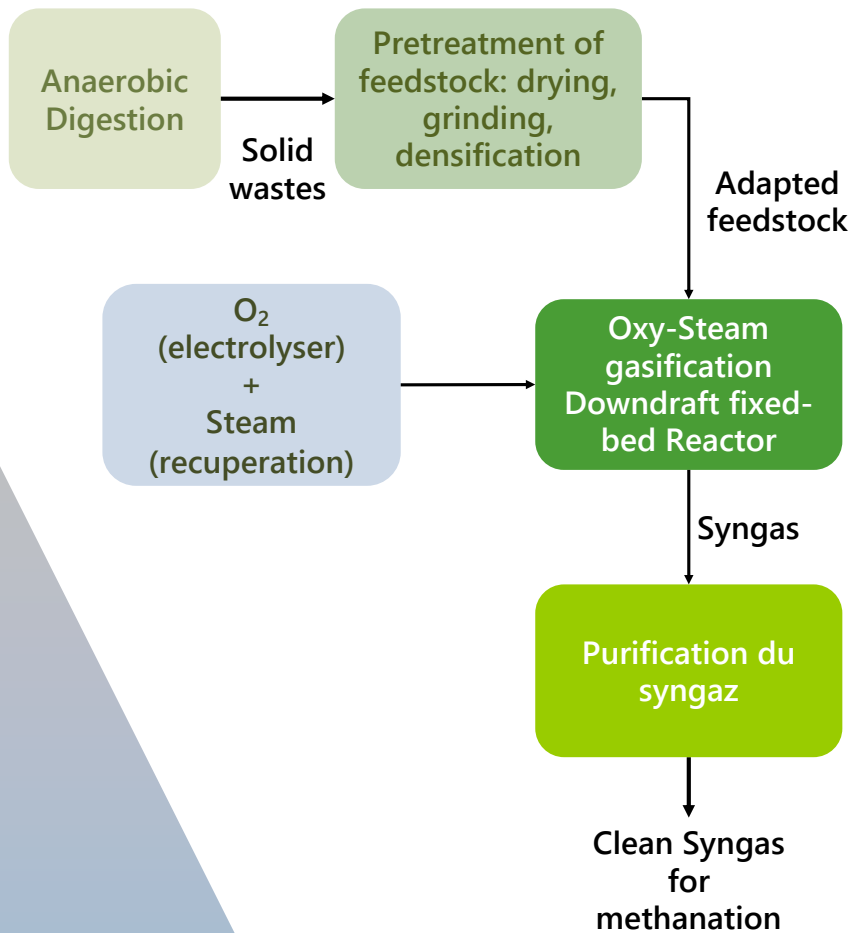 Anaerobic
Digestion
Solid
wastes
Pretreatment of
feedstock: drying,
grinding,
densification
Adapted
feedstock
O₂
(electrolyser)
+
Steam
(recuperation)
Oxy-Steam
gasification
Downdraft fixed-
bed Reactor
Syngas
Purification du
syngaz
Clean Syngas
for
methanation